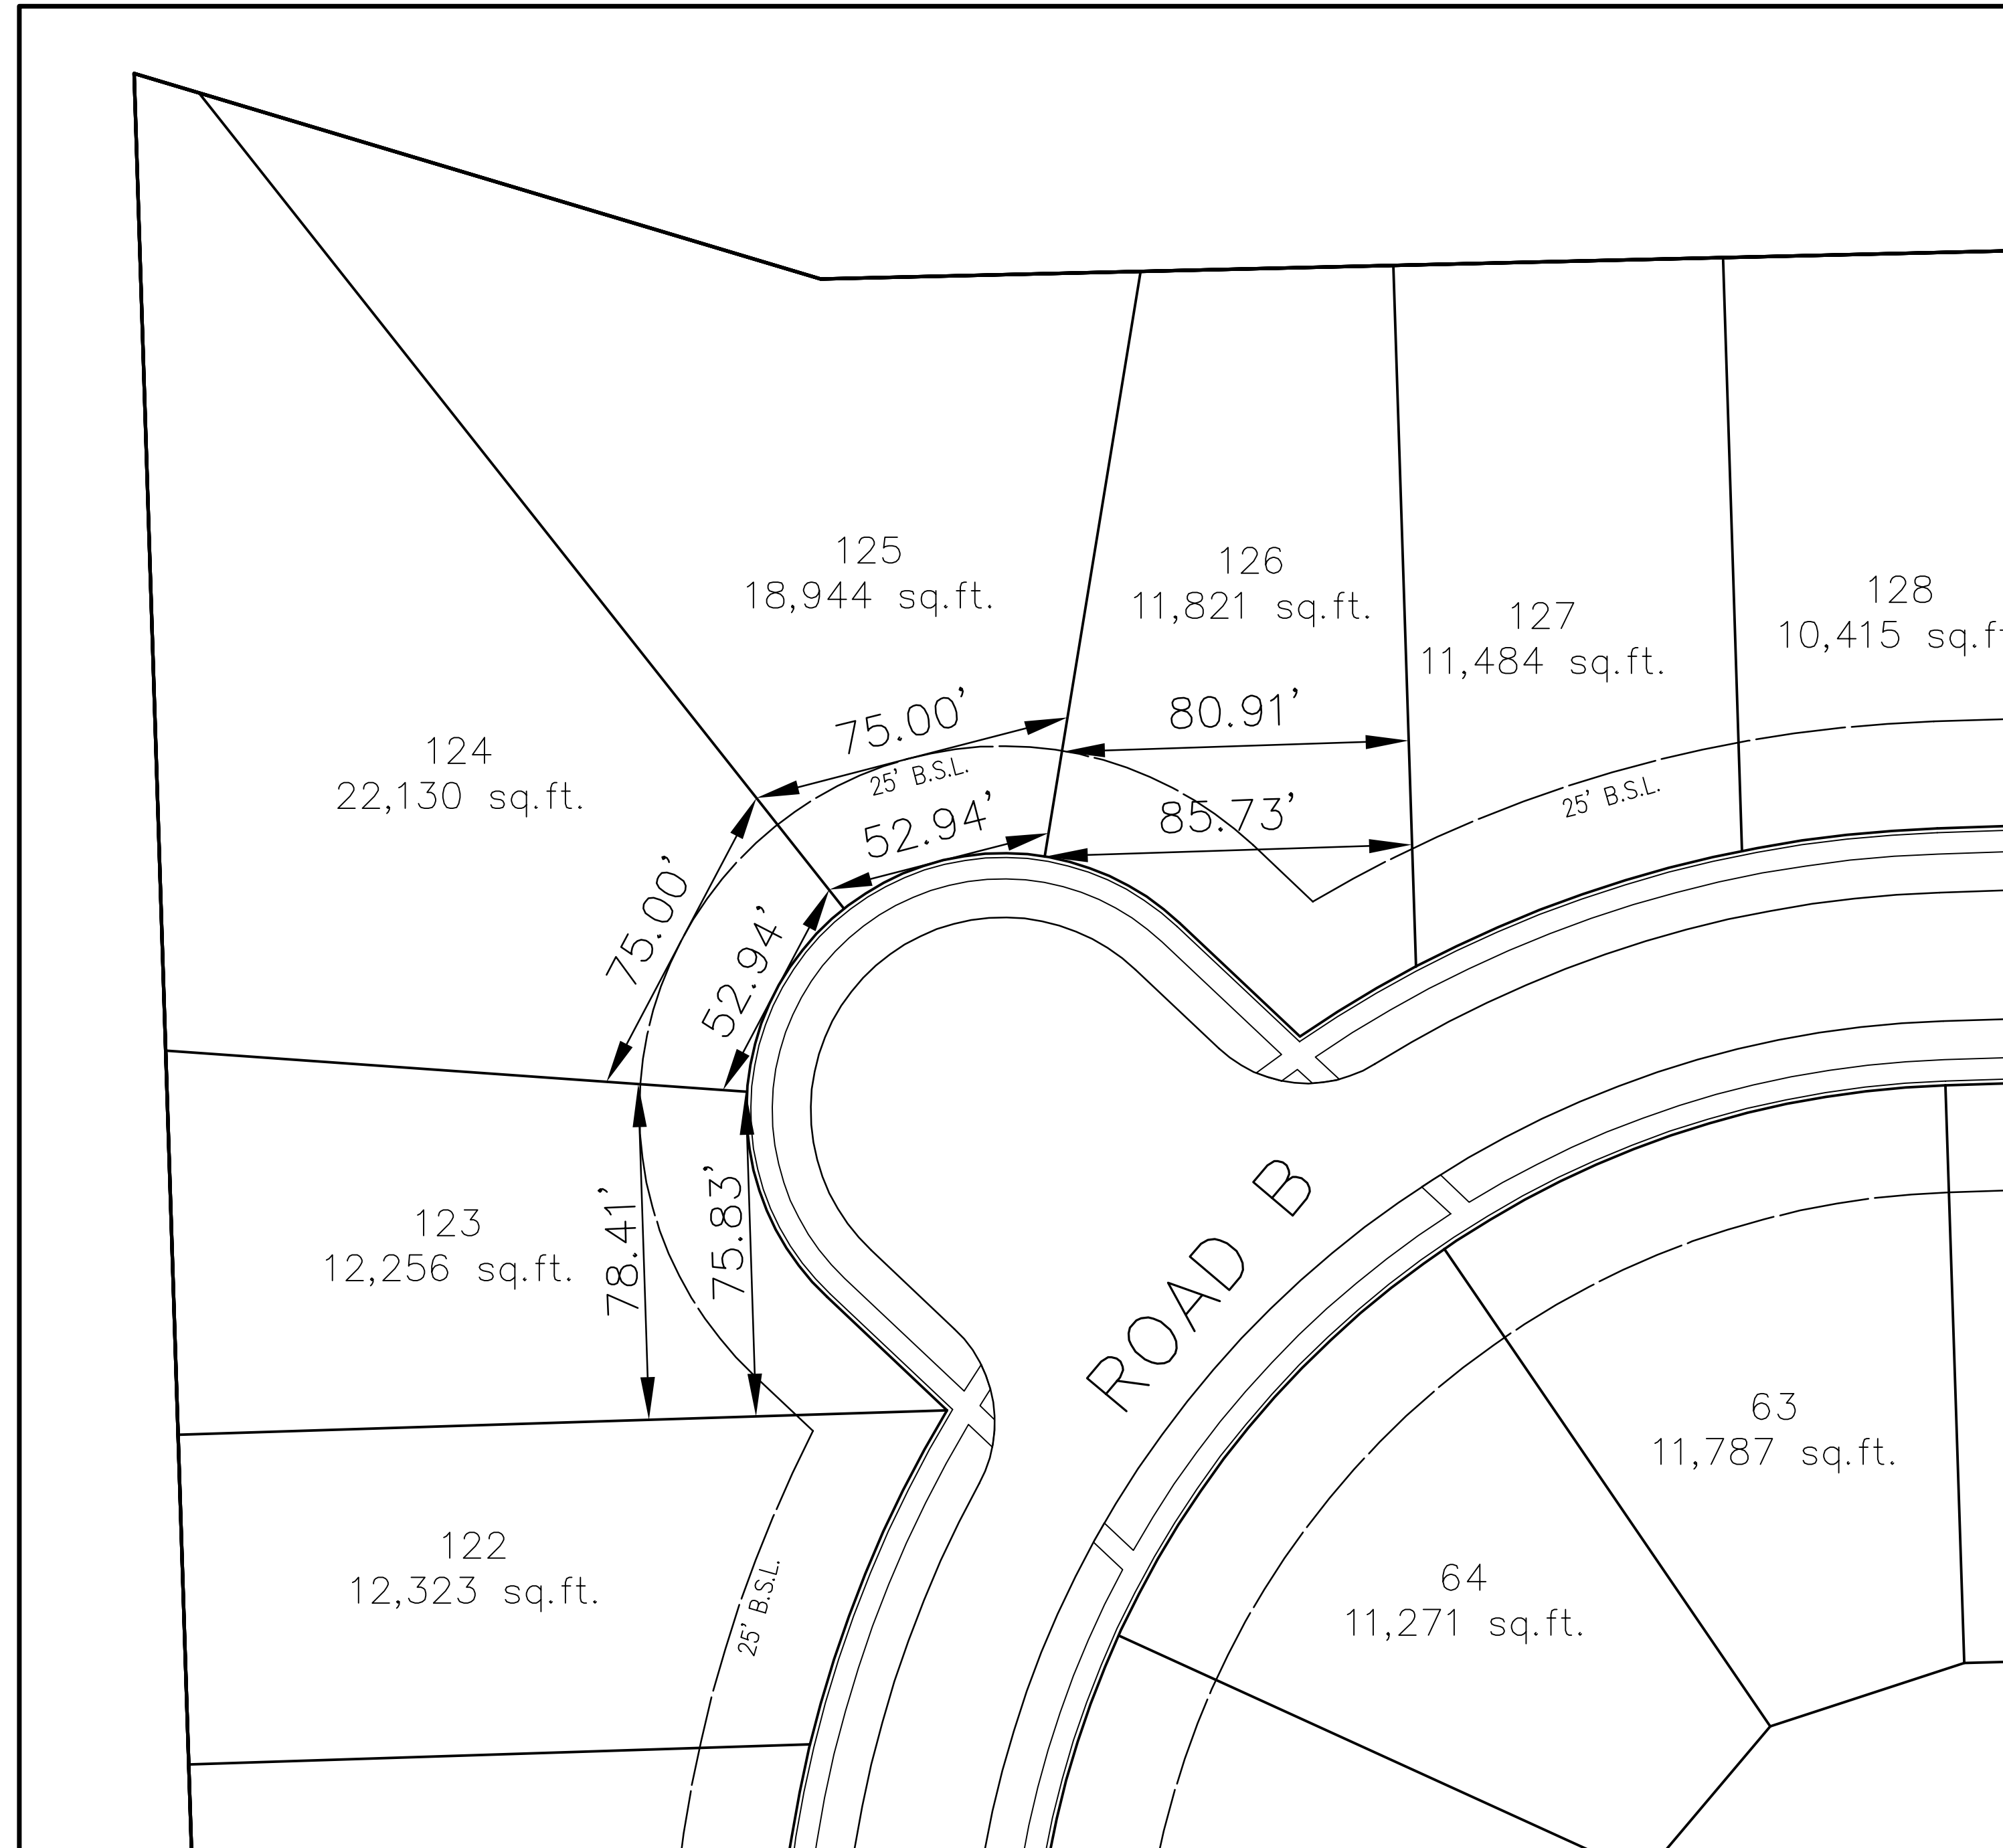 125
18,944 sq.ft.
126
11,821 sq.ft.
127
11,484 sq.ft.
128
10,415 sq.f
124
22,130 sq.ft.
75.00'
80.91'
25' B.S.L.
52.94'
85.73'
25' B.S.L.
75.00'
52.94'
123
12,256 sq.ft.
78.41'
75.83'
ROAD B
122
12,323 sq.ft.
25' B.S.L.
63
11,787 sq.ft.
64
11,271 sq.ft.